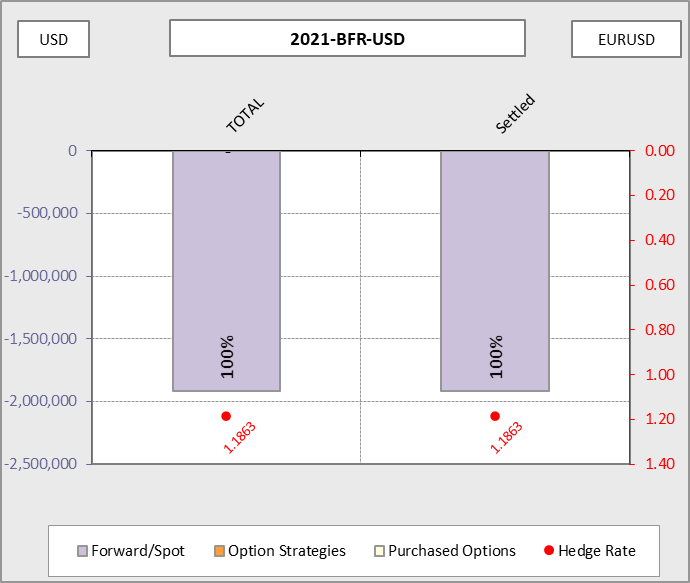 USD
2021-BFR-USD
EURUSD
TOTAL
Settled
0
-500,000
-1,000,000
-1,500,000
-2,000,000
-2,500,000
-
100%
100%
1.1863
1.1863
0.00
0.20
0.40
0.60
0.80
1.00
1.20
1.40
Forward/Spot
Option Strategies
Purchased Options
Hedge Rate